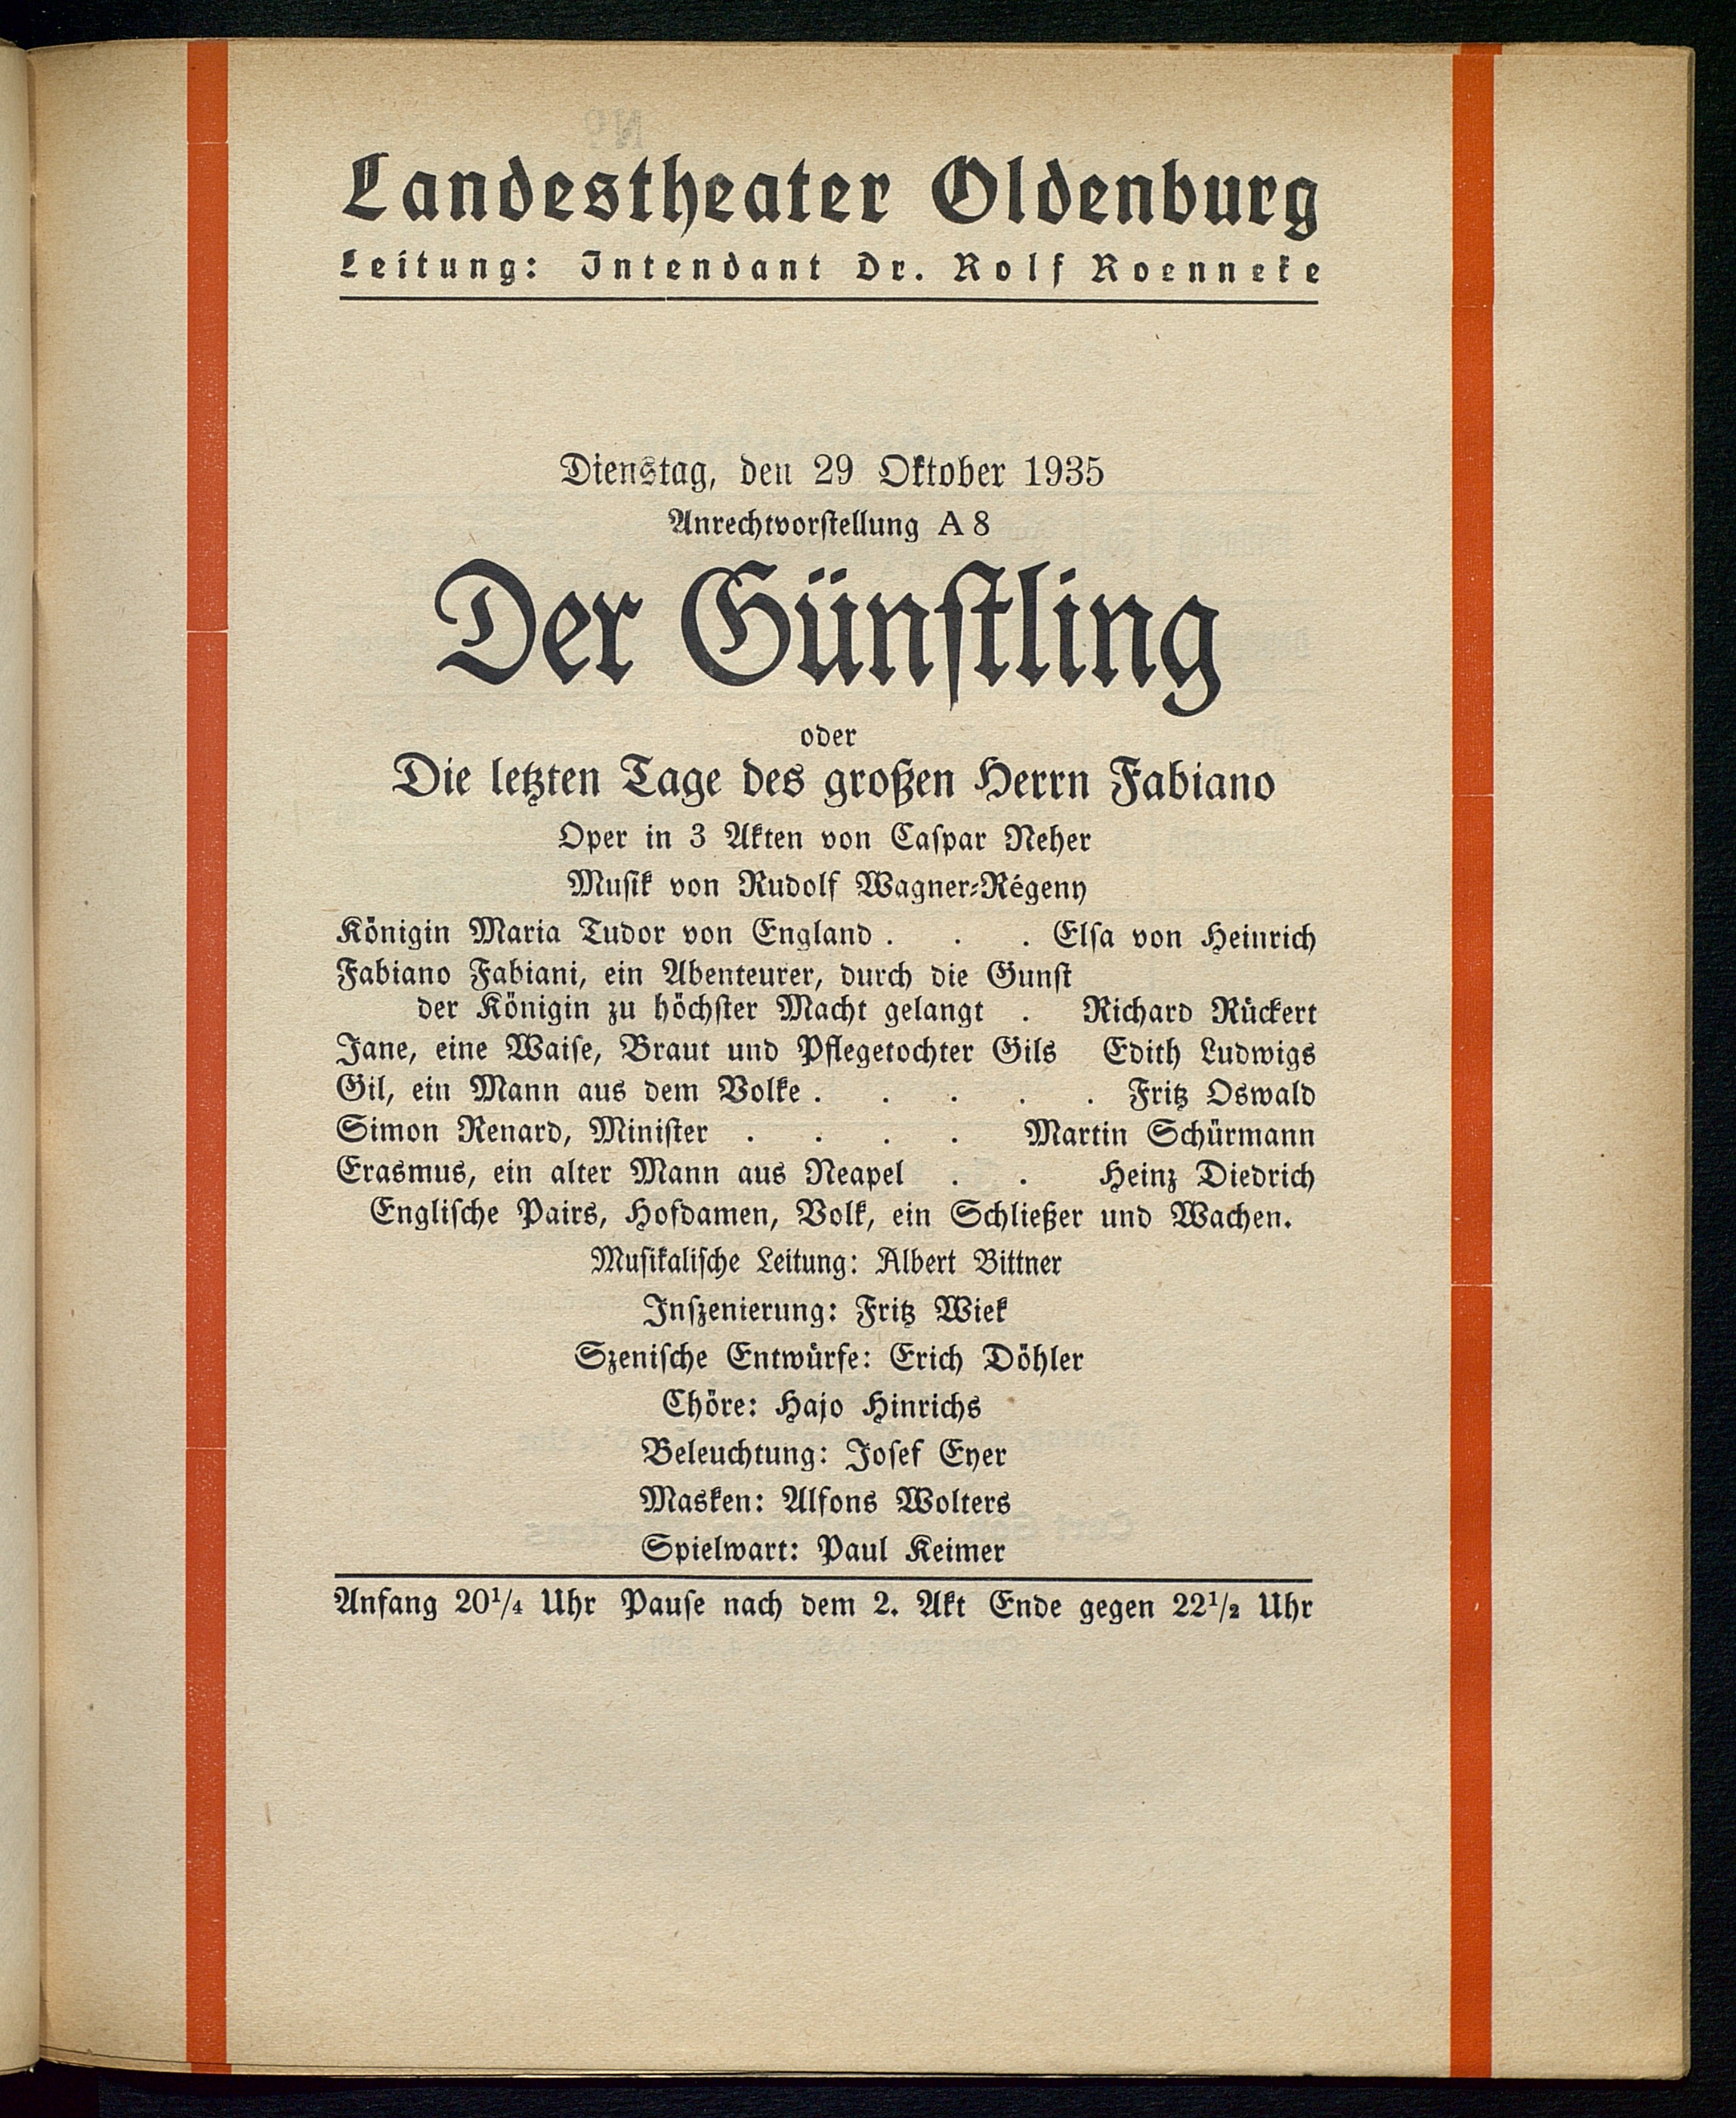 Landestheater Oldenburg
Leitung: Intendant Dr. Rolf Roenneke
Dienstag, den 29 Oktober 1935
Anrechtvorstellung A 8
Der Günstling
oder
Die letzten Tage des großen Herrn Fabiano
Oper in 3 Akten von Caspar Neher
Musik von Rudolf Wagner-Régeny
Königin Maria Tudor von England . . . Elsa von Heinrich
Fabiano Fabiani, ein Abenteurer, durch die Gunst
der Königin zu höchster Macht gelangt . Richard Rückert
Jane, eine Waise, Braut und Pflegetochter Gils Edith Ludwigs
Gil, ein Mann aus dem Volke . . . . . Fritz Oswald
Simon Renard, Minister . . . . Martin Schürmann
Erasmus, ein alter Mann aus Neapel . . Heinz Diedrich
Englische Pairs, Hofdamen, Volk, ein Schließer und Wachen.
Musikalische Leitung: Albert Bittner
Inszenierung: Fritz Wiek
Szenische Entwürfe: Erich Döhler
Chöre: Hajo Hinrichs
Beleuchtung: Josef Eyer
Masken: Alfons Wolters
Spielwart: Paul Keimer
Anfang 20¹/₄ Uhr Pause nach dem 2. Akt Ende gegen 22¹/₂ Uhr